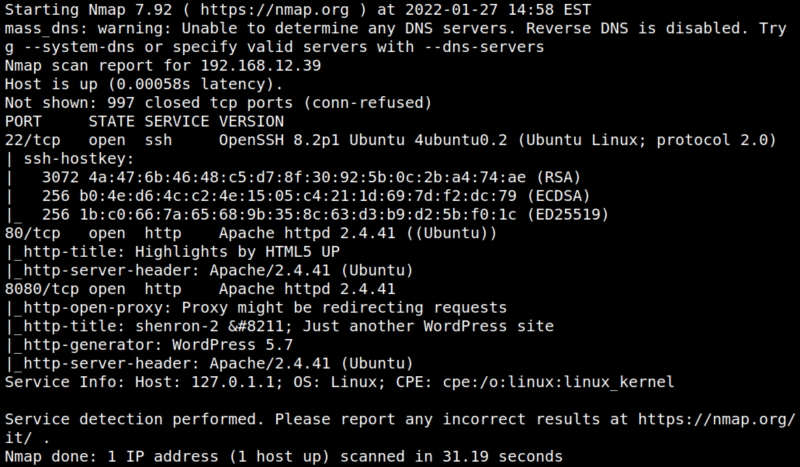 Starting Nmap 7.92 ( https://nmap.org ) at 2022-01-27 14:58 EST
mass_dns: warning: Unable to determine any DNS servers. Reverse DNS is disabled. Try
g --system-dns or specify valid servers with --dns-servers
Nmap scan report for 192.168.12.39
Host is up (0.00058s latency).
Not shown: 997 closed tcp ports (conn-refused)
PORT     STATE SERVICE VERSION
22/tcp   open  ssh     OpenSSH 8.2p1 Ubuntu 4ubuntu0.2 (Ubuntu Linux; protocol 2.0)
| ssh-hostkey:
|   3072 4a:47:6b:46:48:c5:d7:8f:30:92:5b:0c:2b:a4:74:ae (RSA)
|   256 b0:4e:d6:4c:c2:4e:15:05:c4:21:1d:69:7d:f2:dc:79 (ECDSA)
|_  256 1b:c0:66:7a:65:68:9b:35:8c:63:d3:b9:d2:5b:f0:1c (ED25519)
80/tcp   open  http    Apache httpd 2.4.41 ((Ubuntu))
|_http-title: Highlights by HTML5 UP
|_http-server-header: Apache/2.4.41 (Ubuntu)
8080/tcp open  http    Apache httpd 2.4.41
|_http-open-proxy: Proxy might be redirecting requests
|_http-title: shenron-2 &#8211; Just another WordPress site
|_http-generator: WordPress 5.7
|_http-server-header: Apache/2.4.41 (Ubuntu)
Service Info: Host: 127.0.1.1; OS: Linux; CPE: cpe:/o:linux:linux_kernel

Service detection performed. Please report any incorrect results at https://nmap.org/
it/ .
Nmap done: 1 IP address (1 host up) scanned in 31.19 seconds